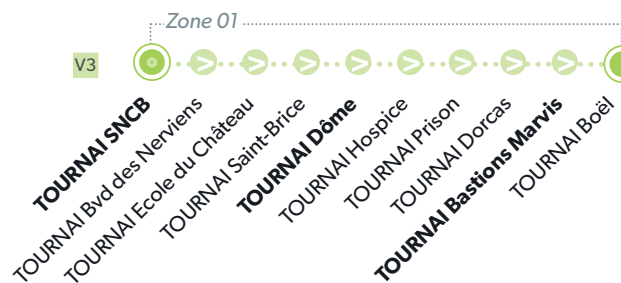 Zone 01
V3
TOURNAI SNCB
TOURNAI Bvd des Nerviens
TOURNAI Ecole du Château
TOURNAI Saint-Brice
TOURNAI Dôme
TOURNAI Hospice
TOURNAI Prison
TOURNAI Dorcas
TOURNAI Bastions Marvis
TOURNAI Boël